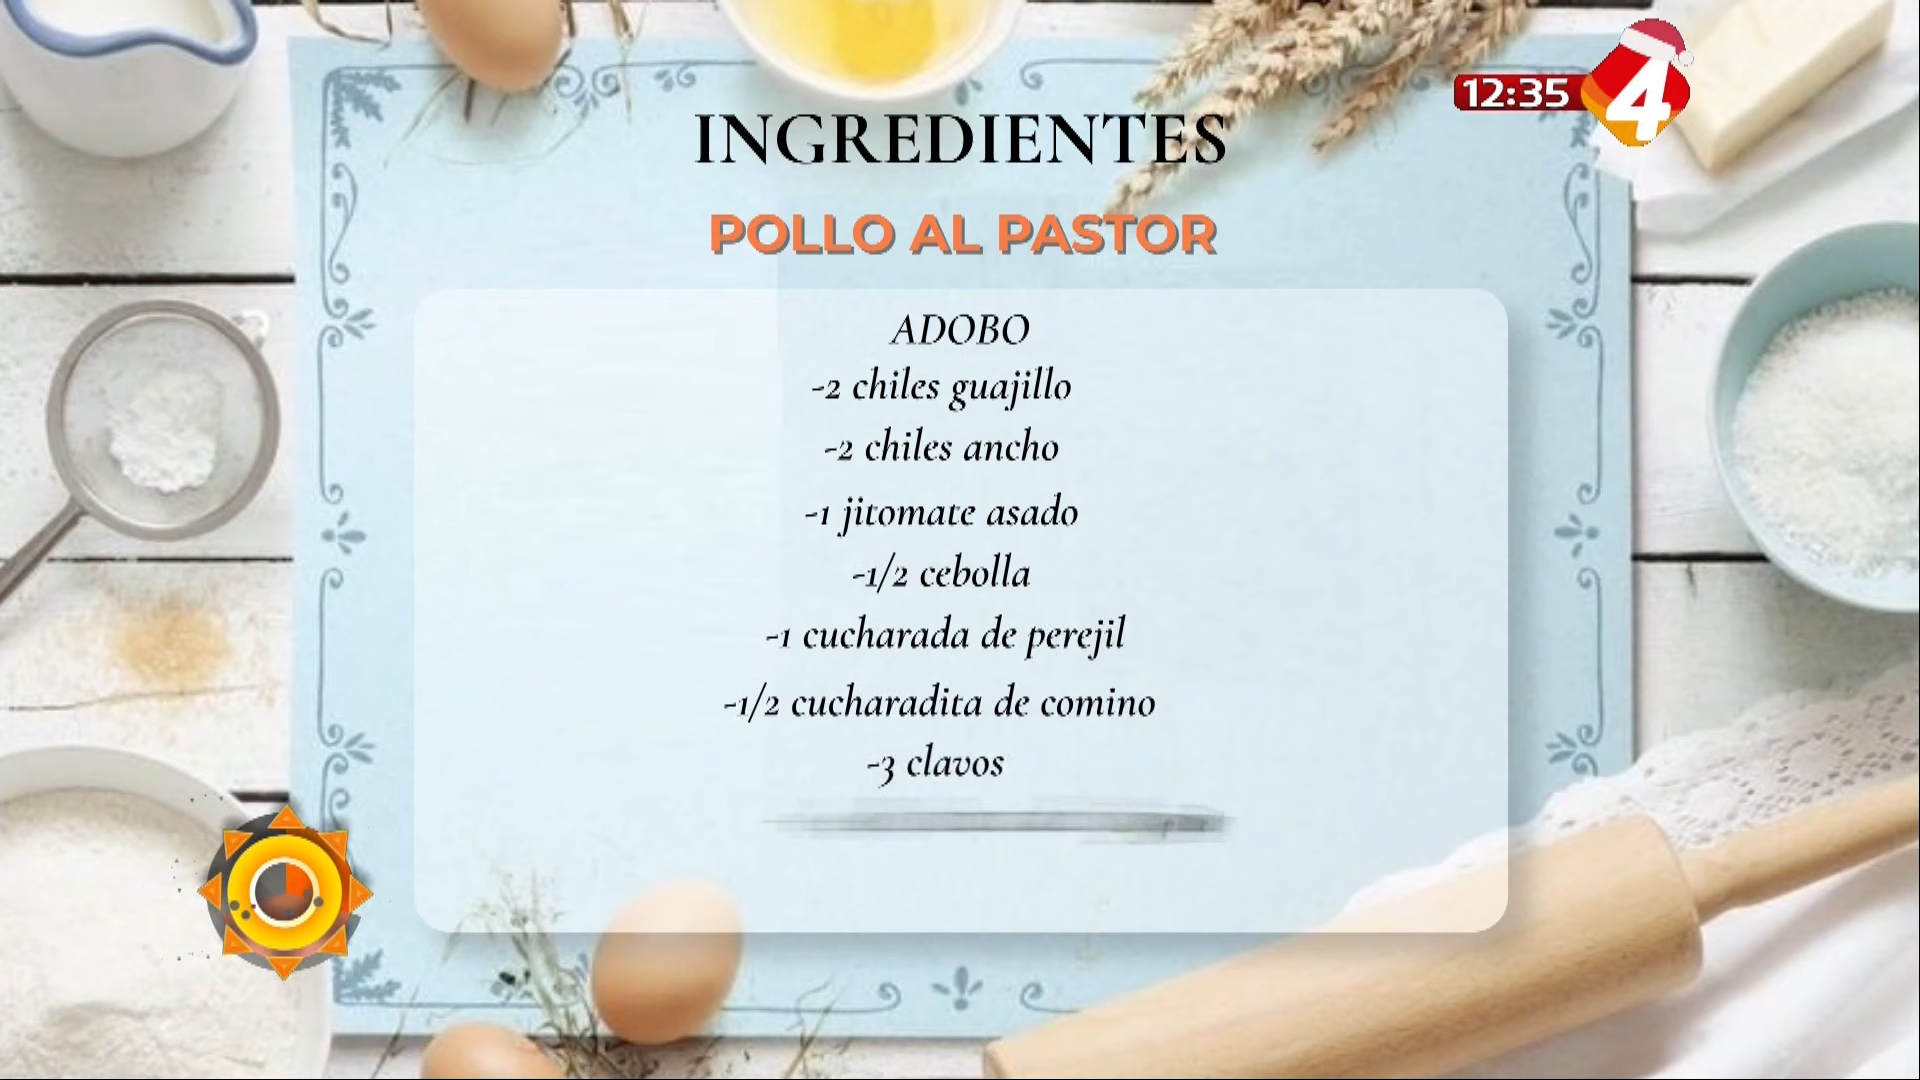 12:35 4
INGREDIENTES
POLLO AL PASTOR
ADOBO
-2 chiles guajillo
-2 chiles ancho
-1 jitomate asado
-1/2 cebolla
-1 cucharada de perejil
-1/2 cucharadita de comino
-3 clavos